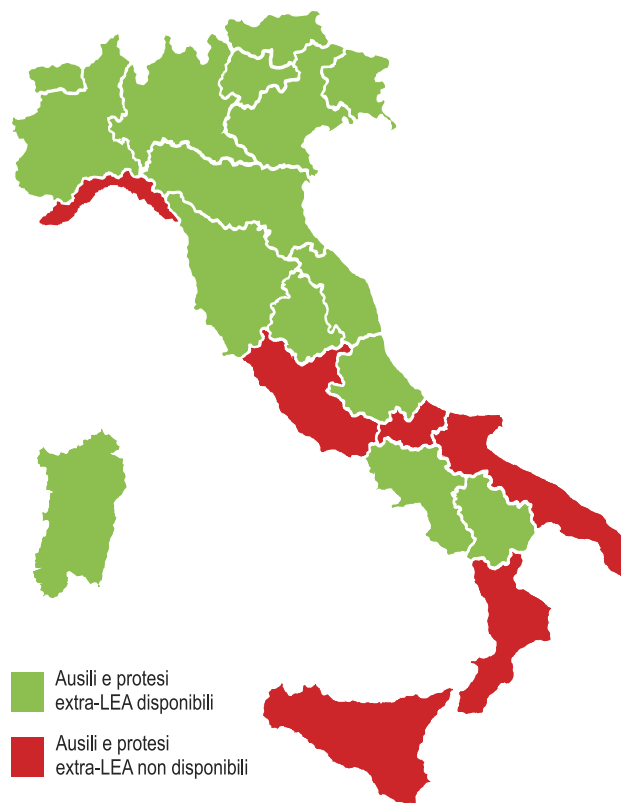 Ausili e protesi
extra-LEA disponibili
Ausili e protesi
extra-LEA non disponibili